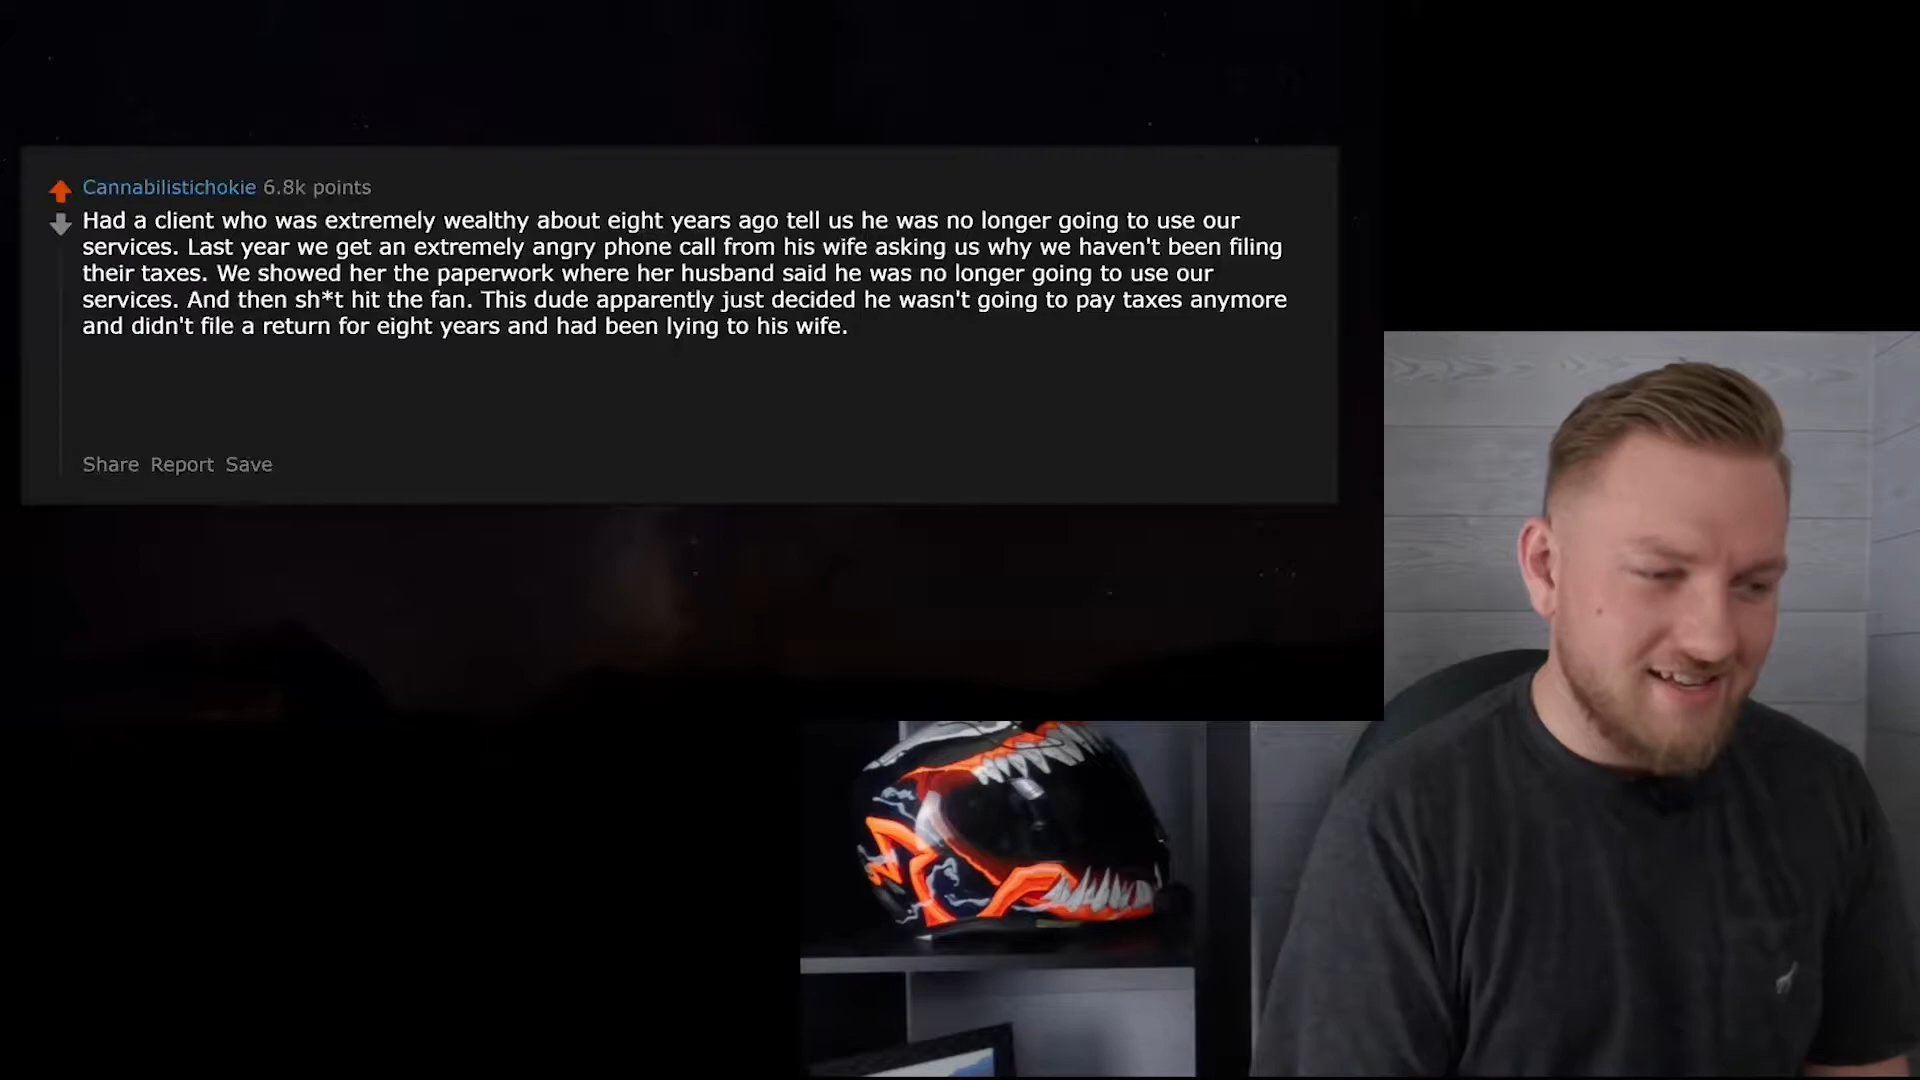 Cannabilistichokie 6.8k points
Had a client who was extremely wealthy about eight years ago tell us he was no longer going to use our
services. Last year we get an extremely angry phone call from his wife asking us why we haven't been filing
their taxes. We showed her the paperwork where her husband said he was no longer going to use our
services. And then sh*t hit the fan. This dude apparently just decided he wasn't going to pay taxes anymore
and didn't file a return for eight years and had been lying to his wife.
Share Report Save